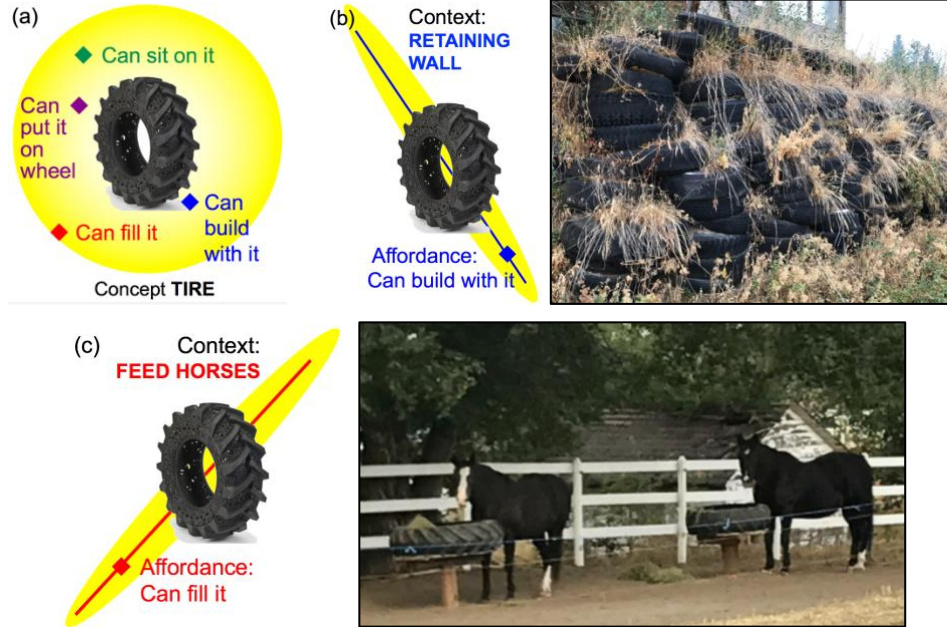 (a)
Can sit on it
Can
put it
on
wheel
Can
build
with it
Can fill it
Concept TIRE
(b)
Context:
RETAINING
WALL
Affordance:
Can build with it
(c)
Context:
FEED HORSES
Affordance:
Can fill it